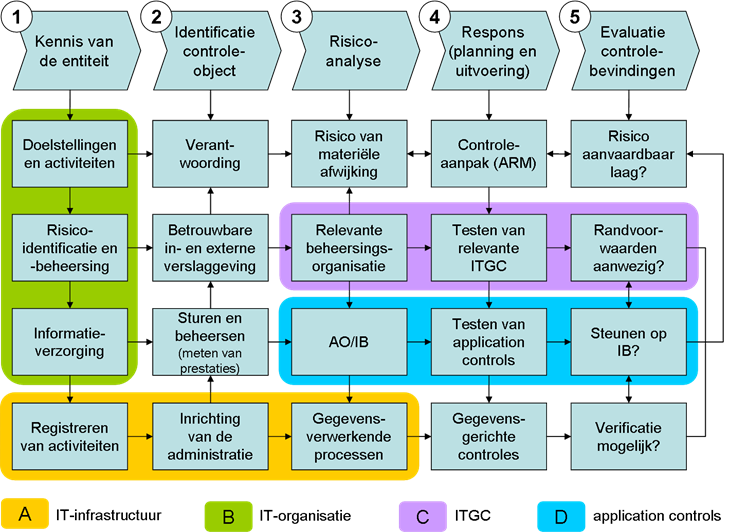 1
Kennis van
de entiteit
2
Identificatie
controle-
object
3
Risico-
analyse
4
Respons
(planning en
uitvoering)
5
Evaluatie
controle-
bevindingen
Doelstellingen
en activiteiten
Verant-
woording
Risico van
materiële
afwijking
Controle-
aanpak (ARM)
Risico
aanvaardbaar
laag?
Risico-
identificatie en
-beheersing
Betrouwbare
in- en externe
verslaggeving
Relevante
beheersings-
organisatie
Testen van
relevante
ITGC
Randvoor-
waarden
aanwezig?
Informatie-
verzorging
Sturen en
beheersen
(meten van
prestaties)
AO/IB
Testen van
application
controls
Steunen op
IB?
Registreren
van activiteiten
Inrichting
van de
administratie
Gegevens-
verwerkende
processen
Gegevens-
gerichte
controles
Verificatie
mogelijk?
A IT-infrastructuur
B IT-organisatie
C ITGC
D application controls